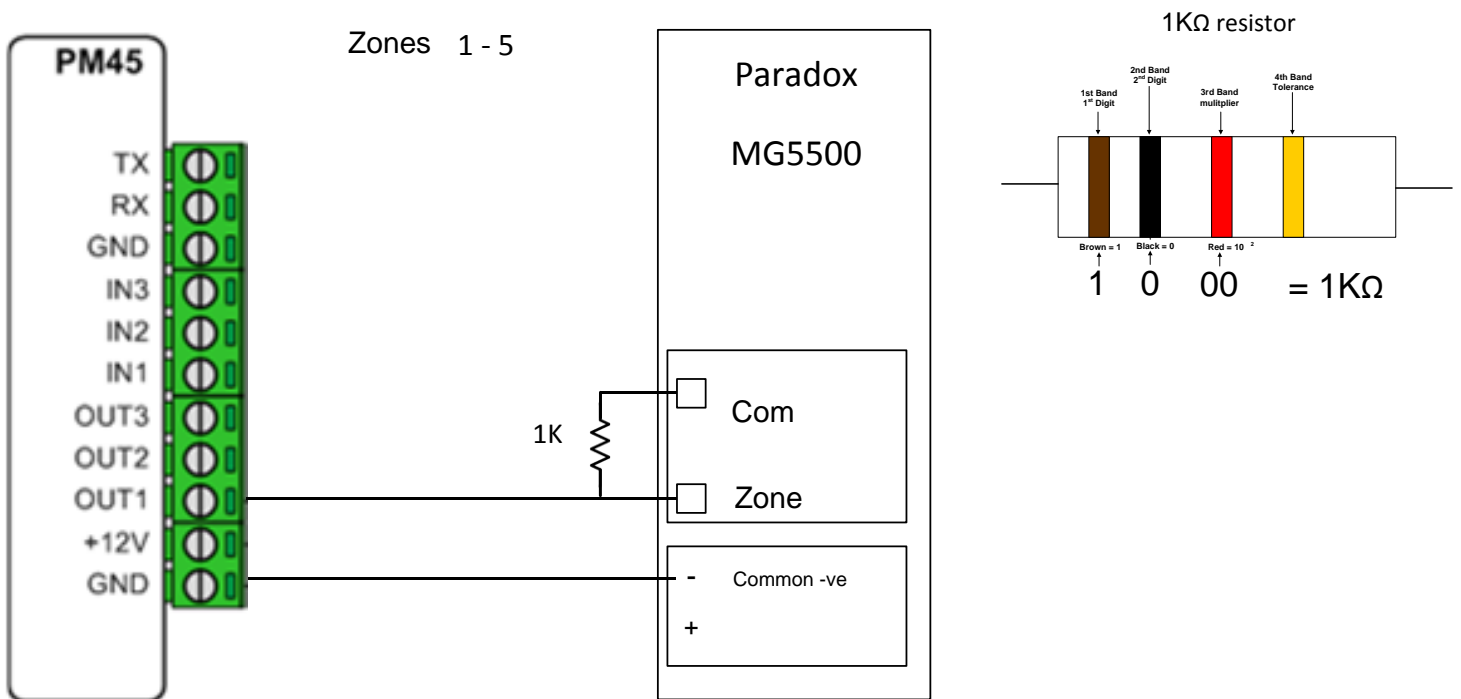 PM45
TX
RX
GND
IN3
IN2
IN1
OUT3
OUT2
OUT1
+12V
GND
Zones 1 - 5
1K
Paradox
MG5500
Com
Zone
- Common -ve
+
1KΩ resistor
1st Band
1st Digit
2nd Band
2nd Digit
3rd Band
mulitplier
4th Band
Tolerance
Brown = 1
Black = 0
Red = 10 2
1 0 00 = 1KΩ